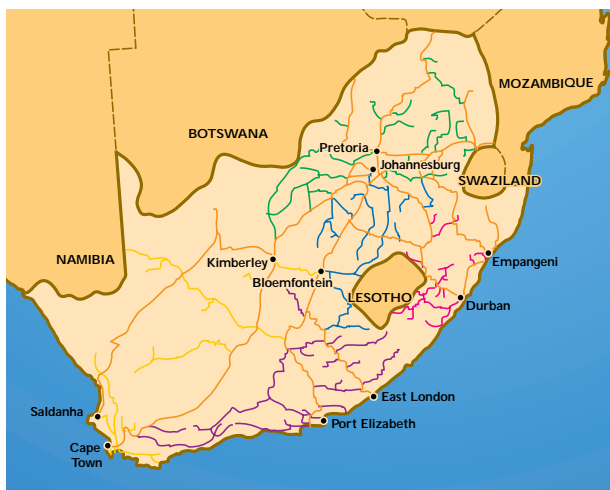 MOZAMBIQUE
BOTSWANA
Pretoria
Johannesburg
SWAZILAND
NAMIBIA
Kimberley
Empangeni
Bloemfontein
LESOTHO
Durban
East London
Saldanha
Port Elizabeth
Cape
Town